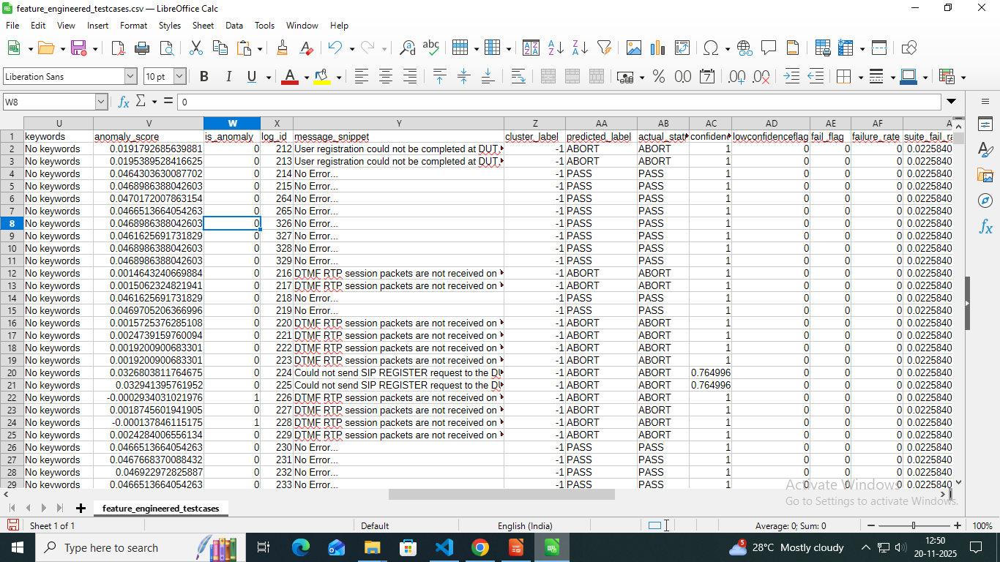 feature_engineered_testcases.csv — LibreOffice Calc
File Edit View Insert Format Styles Sheet Data Tools Window Help
Liberation Sans 10 pt
W8 0
U V W X Y Z AA AB AC AD AE AF A
1 keywords anomaly_score is_anomaly log_id message_snippet cluster_label predicted_label actual_stat confiden lowconfidenceflag fail_flag failure_rate suite_fail_ra
2 No keywords 0.0191792685639881 0 212 User registration could not be completed at DUT -1 ABORT ABORT 1 0 0 0 0.0225840
3 No keywords 0.0195389528416625 0 213 User registration could not be completed at DUT -1 ABORT ABORT 1 0 0 0 0.0225840
4 No keywords 0.0464303630087702 0 214 No Error... -1 PASS PASS 1 0 0 0 0.0225840
5 No keywords 0.0468986388042603 0 215 No Error... -1 PASS PASS 1 0 0 0 0.0225840
6 No keywords 0.0470172007863154 0 264 No Error... -1 PASS PASS 1 0 0 0 0.0225840
7 No keywords 0.0466513664054263 0 265 No Error... -1 PASS PASS 1 0 0 0 0.0225840
8 No keywords 0.0468986388042603 0 326 No Error... -1 PASS PASS 1 0 0 0 0.0225840
9 No keywords 0.0461625691731829 0 327 No Error... -1 PASS PASS 1 0 0 0 0.0225840
10 No keywords 0.0468986388042603 0 328 No Error... -1 PASS PASS 1 0 0 0 0.0225840
11 No keywords 0.0468986388042603 0 329 No Error... -1 PASS PASS 1 0 0 0 0.0225840
12 No keywords 0.0014643240669884 0 216 DTMF RTP session packets are not received on -1 ABORT ABORT 1 0 0 0 0.0225840
13 No keywords 0.0015062324821941 0 217 DTMF RTP session packets are not received on -1 ABORT ABORT 1 0 0 0 0.0225840
14 No keywords 0.0461625691731829 0 218 No Error... -1 PASS PASS 1 0 0 0 0.0225840
15 No keywords 0.0469705206366996 0 219 No Error... -1 PASS PASS 1 0 0 0 0.0225840
16 No keywords 0.0015725376285108 0 220 DTMF RTP session packets are not received on -1 ABORT ABORT 1 0 0 0 0.0225840
17 No keywords 0.0024739159760094 0 221 DTMF RTP session packets are not received on -1 ABORT ABORT 1 0 0 0 0.0225840
18 No keywords 0.0019200900683301 0 222 DTMF RTP session packets are not received on -1 ABORT ABORT 1 0 0 0 0.0225840
19 No keywords 0.0019200900683301 0 223 DTMF RTP session packets are not received on -1 ABORT ABORT 1 0 0 0 0.0225840
20 No keywords 0.0326803811764675 0 224 Could not send SIP REGISTER request to the DU -1 ABORT ABORT 0.764996 0 0 0 0.0225840
21 No keywords 0.032941395761952 0 225 Could not send SIP REGISTER request to the DU -1 ABORT ABORT 0.764996 0 0 0 0.0225840
22 No keywords -0.0002934031021976 1 226 DTMF RTP session packets are not received on -1 ABORT ABORT 1 0 0 0 0.0225840
23 No keywords 0.0018745601941905 0 227 DTMF RTP session packets are not received on -1 ABORT ABORT 1 0 0 0 0.0225840
24 No keywords -0.000137846115175 1 228 DTMF RTP session packets are not received on -1 ABORT ABORT 1 0 0 0 0.0225840
25 No keywords 0.0024284006556134 0 229 DTMF RTP session packets are not received on -1 ABORT ABORT 1 0 0 0 0.0225840
26 No keywords 0.0466513664054263 0 230 No Error... -1 PASS PASS 1 0 0 0 0.0225840
27 No keywords 0.0467668370088432 0 231 No Error... -1 PASS PASS 1 0 0 0 0.0225840
28 No keywords 0.046922972825887 0 232 No Error... -1 PASS PASS 1 0 0 0 0.0225840
29 No keywords 0.0466513664054263 0 233 No Error... -1 PASS PASS 1 0 0 0 0.0225840
Activate Windows
Go to Settings to activate Windows.
feature_engineered_testcases
Sheet 1 of 1 Default English (India) Average: 0; Sum: 0 100%
Type here to search 5 28°C Mostly cloudy 12:50
20-11-2025